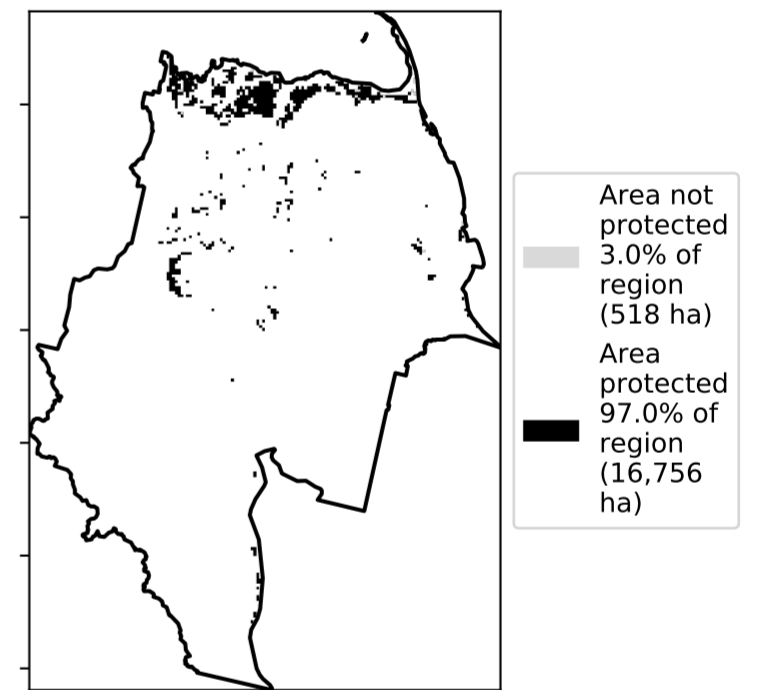 Area not
protected
3.0% of
region
(518 ha)
Area
protected
97.0% of
region
(16,756
ha)